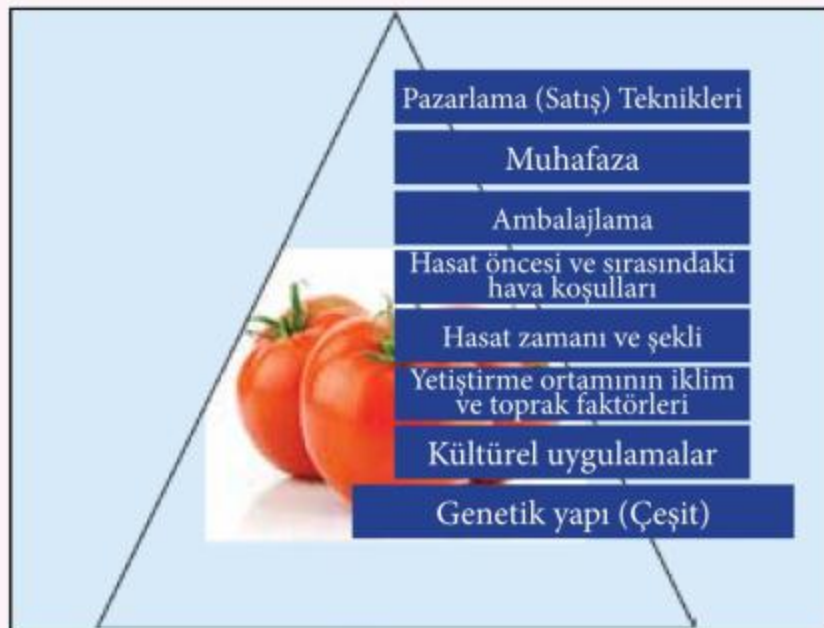 Pazarlama (Satış) Teknikleri
Muhafaza
Ambalajlama
Hasat öncesi ve sırasındaki
hava koşulları
Hasat zamanı ve şekli
Yetiştirme ortamının iklim
ve toprak faktörleri
Kültürel uygulamalar
Genetik yapı (Çeşit)